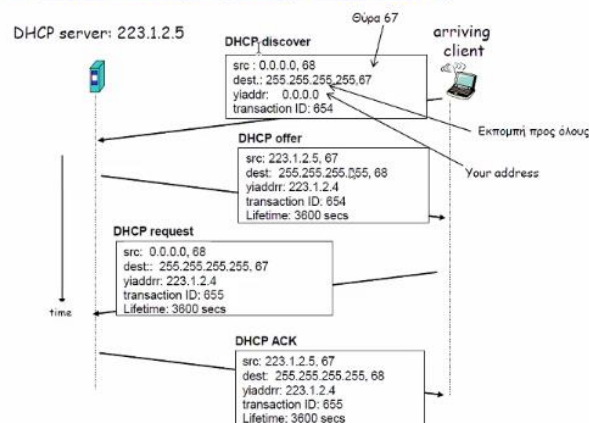 DHCP server: 223.1.2.5
Θύρα 67
arriving
client
DHCP discover
src : 0.0.0.0, 68
dest.: 255.255.255.255,67
yiaddr: 0.0.0.0
transaction ID: 654
Εκπομπή προς όλους
Your address
DHCP offer
src: 223.1.2.5, 67
dest: 255.255.255.255, 68
yiaddrr: 223.1.2.4
transaction ID: 654
Lifetime: 3600 secs
DHCP request
src: 0.0.0.0, 68
dest:: 255.255.255.255, 67
yiaddrr: 223.1.2.4
transaction ID: 655
Lifetime: 3600 secs
time
DHCP ACK
src: 223.1.2.5, 67
dest: 255.255.255.255, 68
yiaddrr: 223.1.2.4
transaction ID: 655
Lifetime: 3600 secs